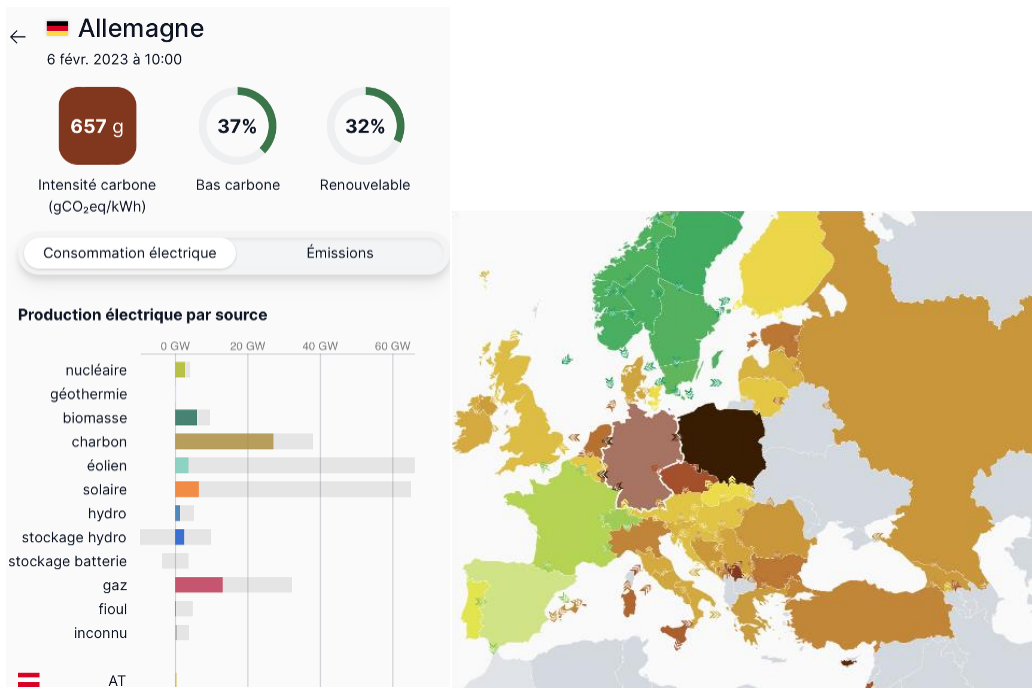 Allemagne
6 févr. 2023 à 10:00
657 g
37%
32%
Intensité carbone
(gCO₂eq/kWh)
Bas carbone
Renouvelable
Consommation électrique
Émissions
Production électrique par source
0 GW 20 GW 40 GW 60 GW
nucléaire
géothermie
biomasse
charbon
éolien
solaire
hydro
stockage hydro
stockage batterie
gaz
fioul
inconnu
AT